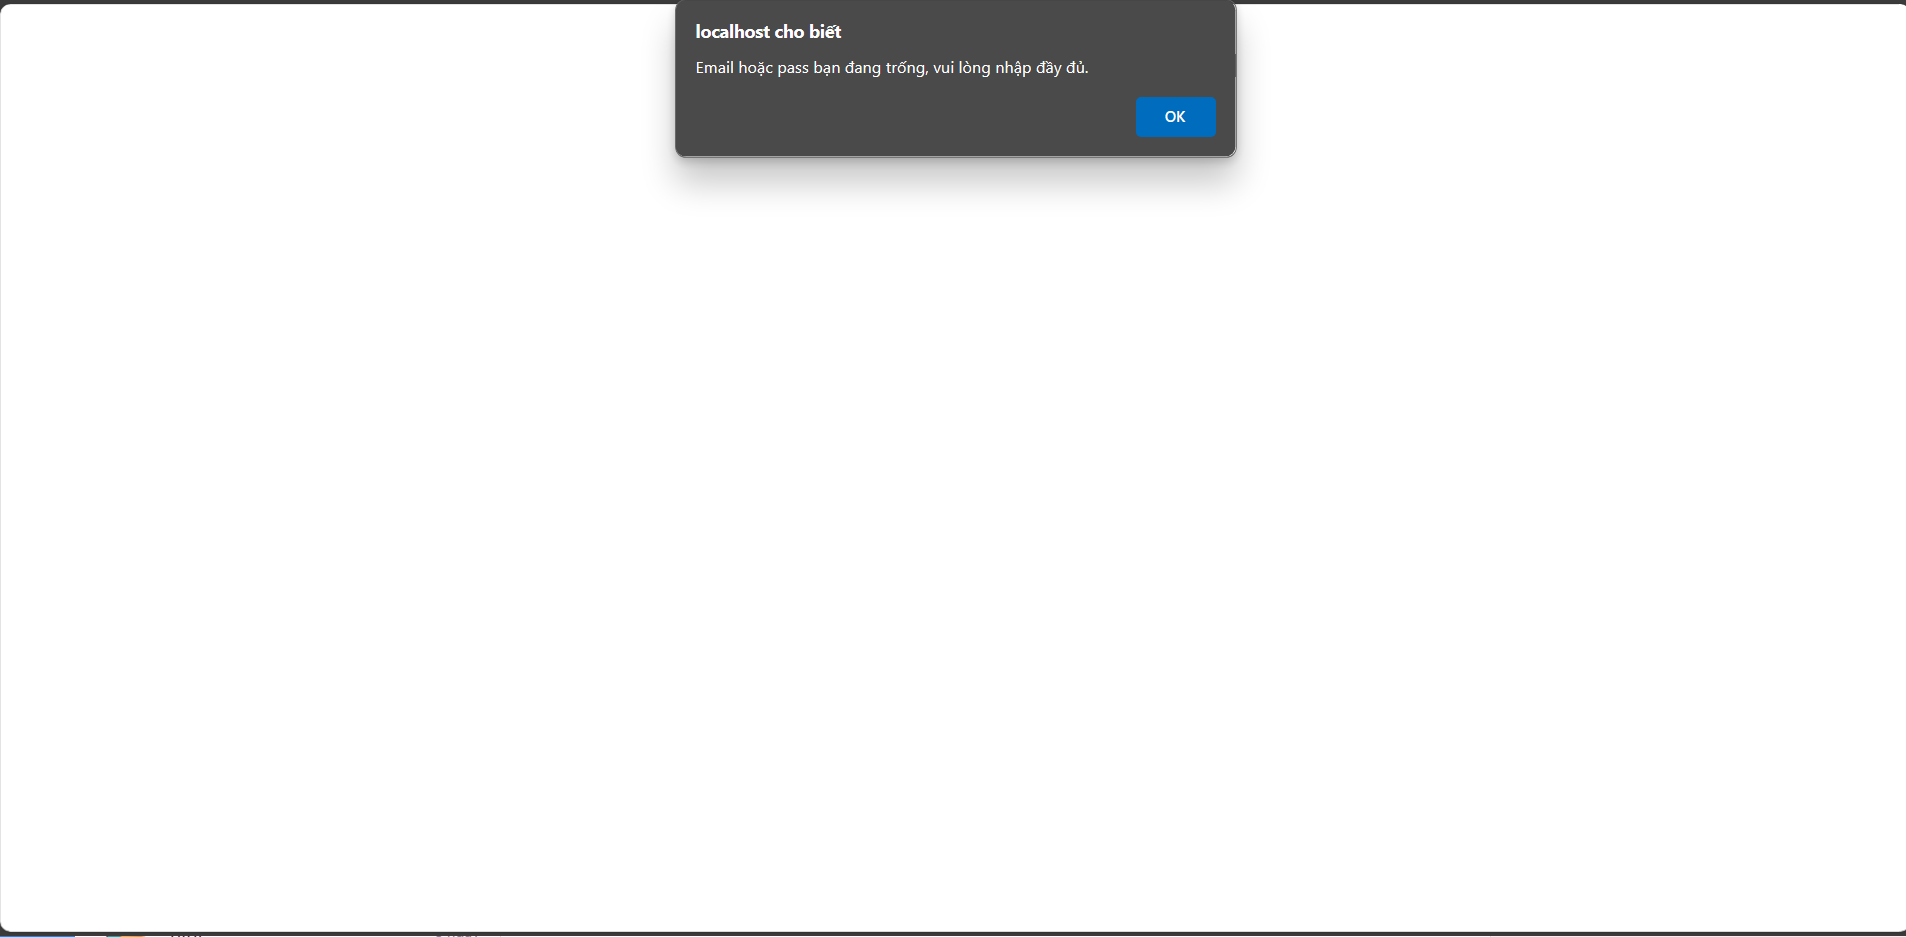 localhost cho biết
Email hoặc pass bạn đang trống, vui lòng nhập đầy đủ.
OK